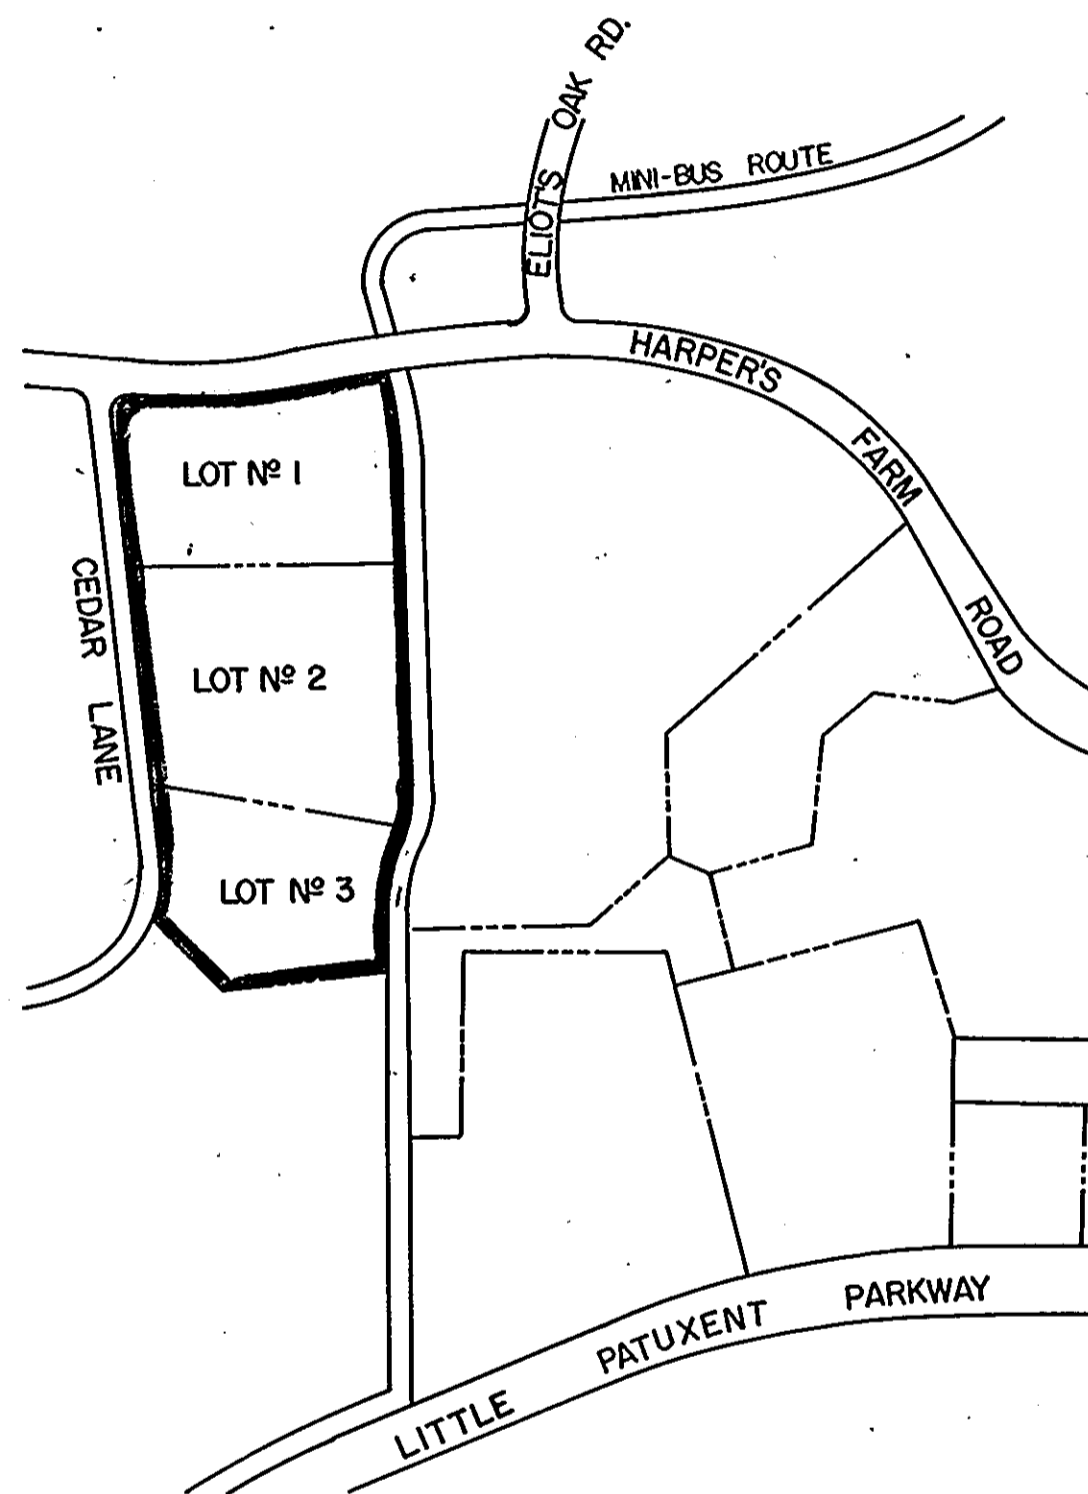 ELIOT'S OAK RD.
MINI-BUS ROUTE
HARPER'S FARM ROAD
LOT Nº 1
CEDAR LANE
LOT Nº 2
LOT Nº 3
LITTLE PATUXENT PARKWAY